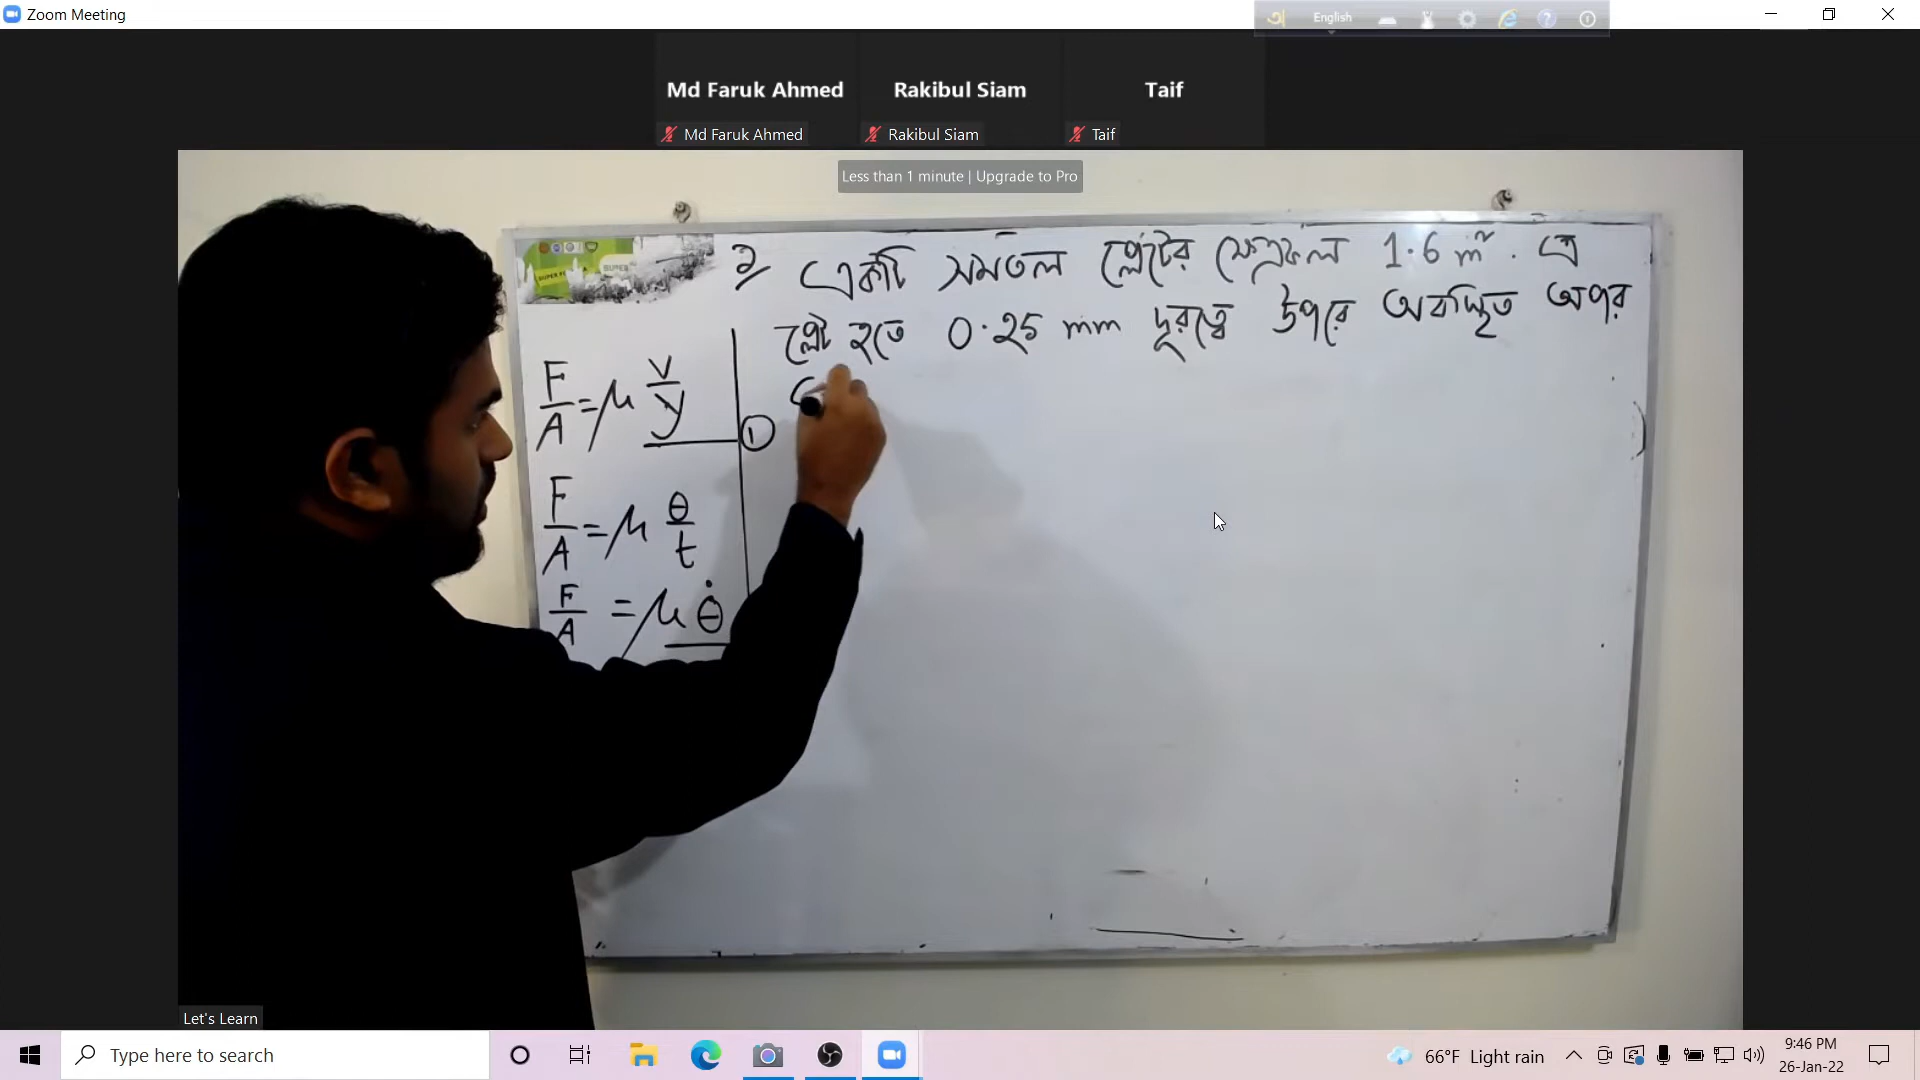 Zoom Meeting
English
Md Faruk Ahmed
Rakibul Siam
Taif
Md Faruk Ahmed
Rakibul Siam
Taif
Less than 1 minute | Upgrade to Pro
২/ একটি সমতল প্লেটের ক্ষেত্রফল 1.6 m². এ
প্লেট হতে 0.25 mm দূরত্বে উপরে অবস্থিত অপর
F/A = μ v/y
①
F/A = μ θ/t
F/A = μ θ̇
Let's Learn
Type here to search
66°F Light rain
9:46 PM
26-Jan-22